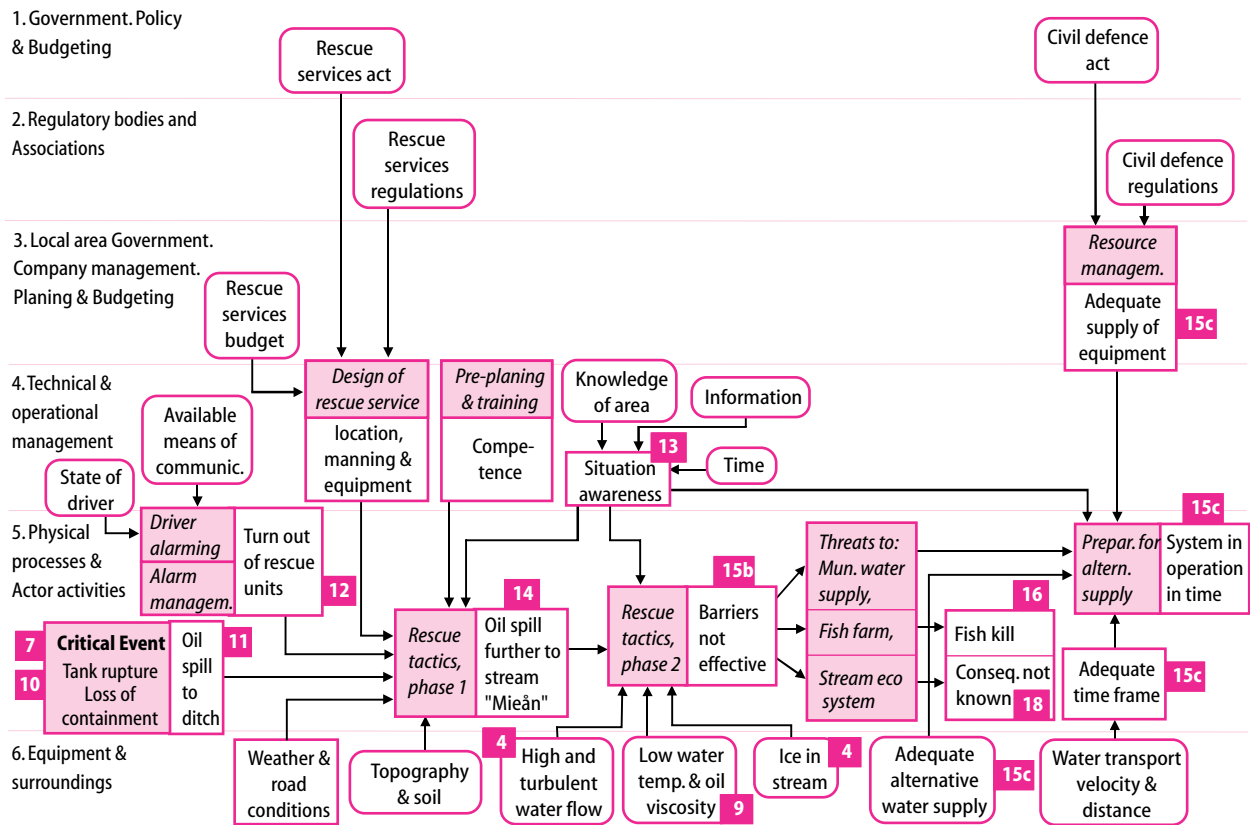 1. Government. Policy
& Budgeting
Rescue
services act
Civil defence
act
2. Regulatory bodies and
Associations
Rescue
services
regulations
Civil defence
regulations
3. Local area Government.
Company management.
Planing & Budgeting
Rescue
services
budget
Resource
managem.
Adequate
supply of
equipment
15c
4. Technical &
operational
management
Available
means of
communic.
State of
driver
Design of
rescue service
location,
manning &
equipment
Pre-planing
& training
Compe-
tence
Knowledge
of area
Information
13
Situation
awareness
Time
5. Physical
processes &
Actor activities
Driver
alarming
Alarm
managem.
Turn out
of rescue
units
12
7
10
Critical Event
Tank rupture
Loss of
containment
Oil
spill
to
ditch
11
Rescue
tactics,
phase 1
14
Oil spill
further to
stream
"Mieån"
Rescue
tactics,
phase 2
15b
Barriers
not
effective
Threats to:
Mun. water
supply,
Fish farm,
Stream eco
system
16
Fish kill
Conseq. not
known
18
Prepar. for
altern.
supply
15c
System in
operation
in time
Adequate
time frame
15c
6. Equipment &
surroundings
Weather &
road
conditions
Topography
& soil
4
High and
turbulent
water flow
Low water
temp. & oil
viscosity
9
Ice in
stream
4
Adequate
alternative
water supply
15c
Water transport
velocity &
distance